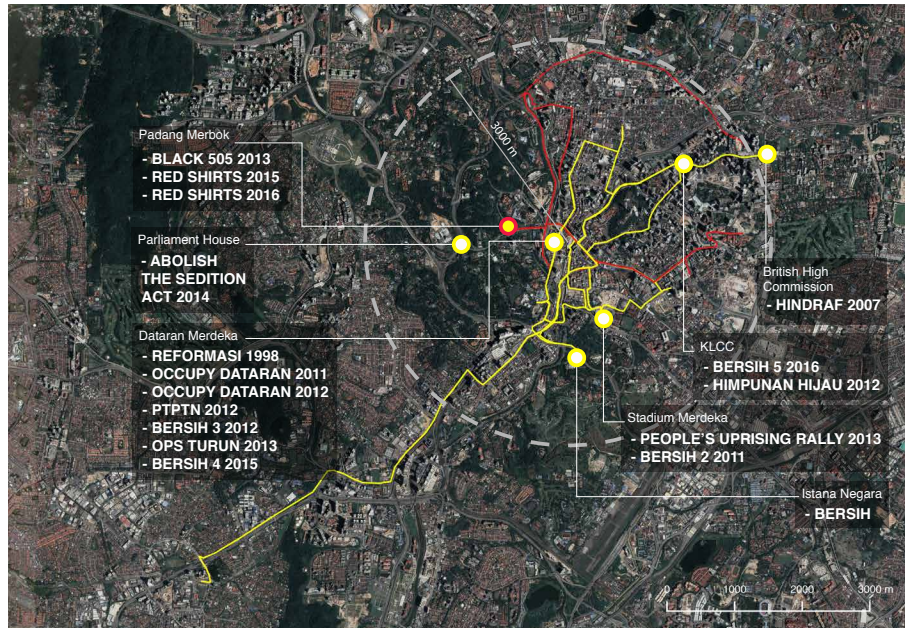 3000 m
Padang Merbok
- BLACK 505 2013
- RED SHIRTS 2015
- RED SHIRTS 2016
Parliament House
- ABOLISH
THE SEDITION
ACT 2014
British High
Commission
- HINDRAF 2007
Dataran Merdeka
- REFORMASI 1998
- OCCUPY DATARAN 2011
- OCCUPY DATARAN 2012
- PTPTN 2012
- BERSIH 3 2012
- OPS TURUN 2013
- BERSIH 4 2015
KLCC
- BERSIH 5 2016
- HIMPUNAN HIJAU 2012
Stadium Merdeka
- PEOPLE'S UPRISING RALLY 2013
- BERSIH 2 2011
Istana Negara
- BERSIH
0 1000 2000 3000 m